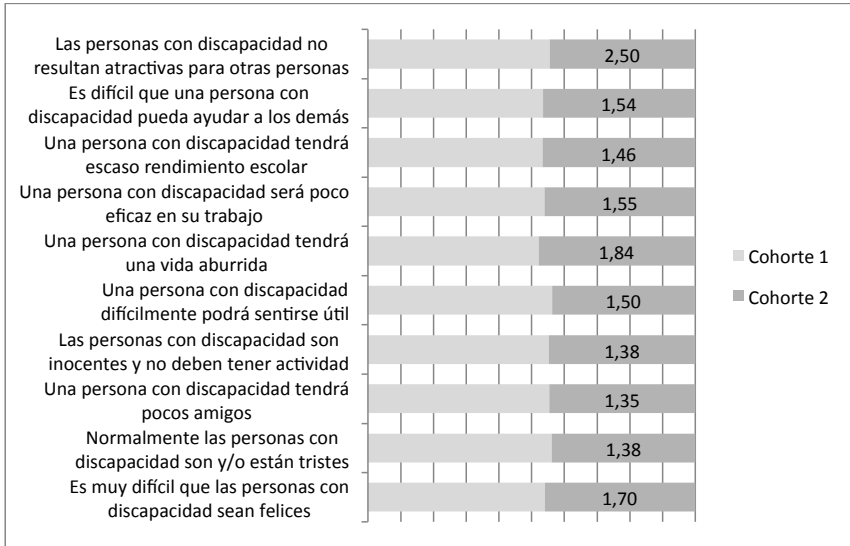 Las personas con discapacidad no
resultan atractivas para otras personas
2,50
Es difícil que una persona con
discapacidad pueda ayudar a los demás
1,54
Una persona con discapacidad tendrá
escaso rendimiento escolar
1,46
Una persona con discapacidad será poco
eficaz en su trabajo
1,55
Una persona con discapacidad tendrá
una vida aburrida
1,84
Una persona con discapacidad
difícilmente podrá sentirse útil
1,50
Las personas con discapacidad son
inocentes y no deben tener actividad
1,38
Una persona con discapacidad tendrá
pocos amigos
1,35
Normalmente las personas con
discapacidad son y/o están tristes
1,38
Es muy difícil que las personas con
discapacidad sean felices
1,70
Cohorte 1
Cohorte 2